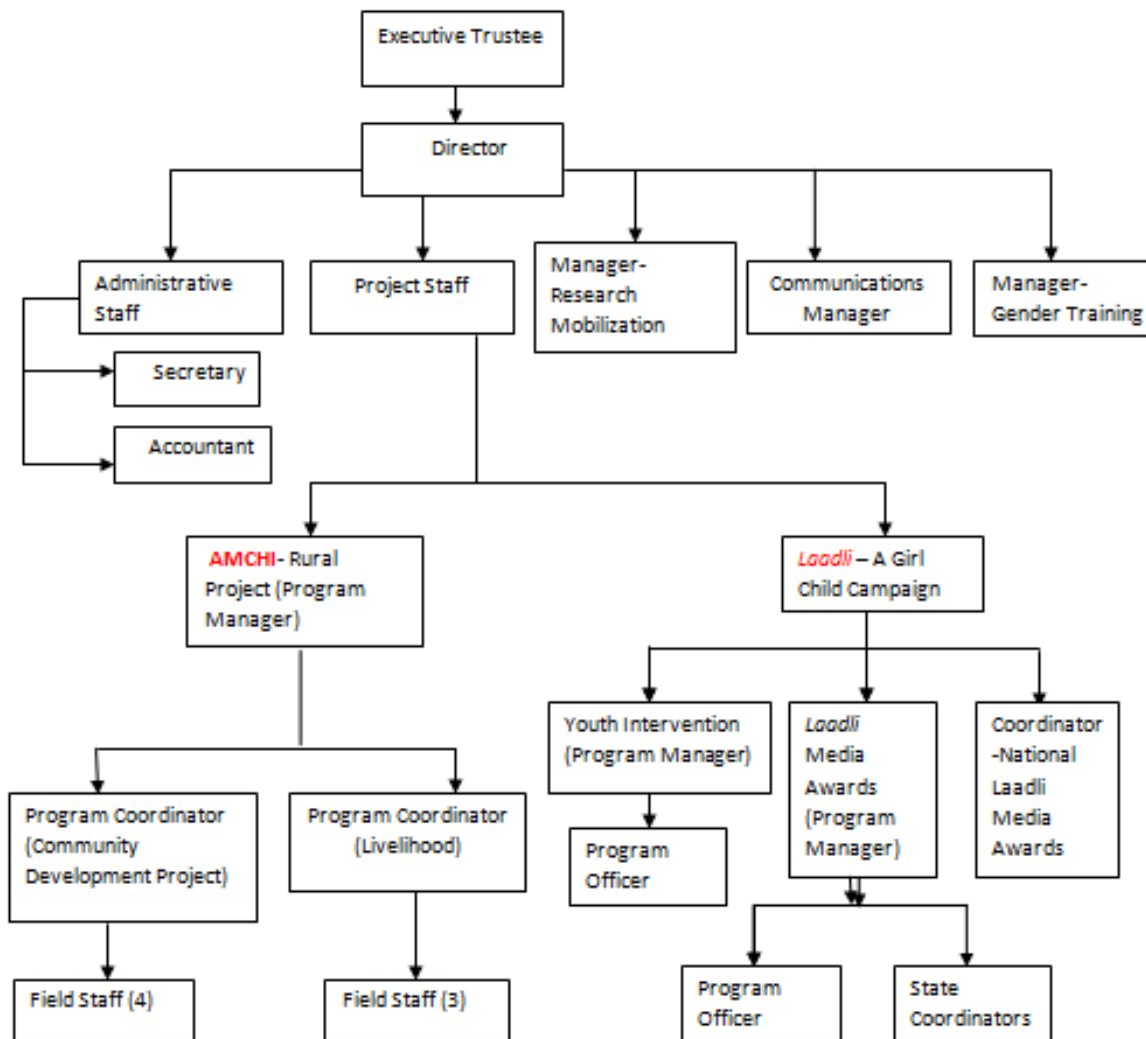 Executive Trustee
Director
Administrative
Staff
Project Staff
Manager-
Research
Mobilization
Communications
Manager
Manager-
Gender Training
Secretary
Accountant
AMCHI- Rural
Project (Program
Manager)
Laadli – A Girl
Child Campaign
Youth Intervention
(Program Manager)
Laadli
Media
Awards
(Program
Manager)
Coordinator
-National
Laadli
Media
Awards
Program Coordinator
(Community
Development Project)
Program Coordinator
(Livelihood)
Program
Officer
Field Staff (4)
Field Staff (3)
Program
Officer
State
Coordinators